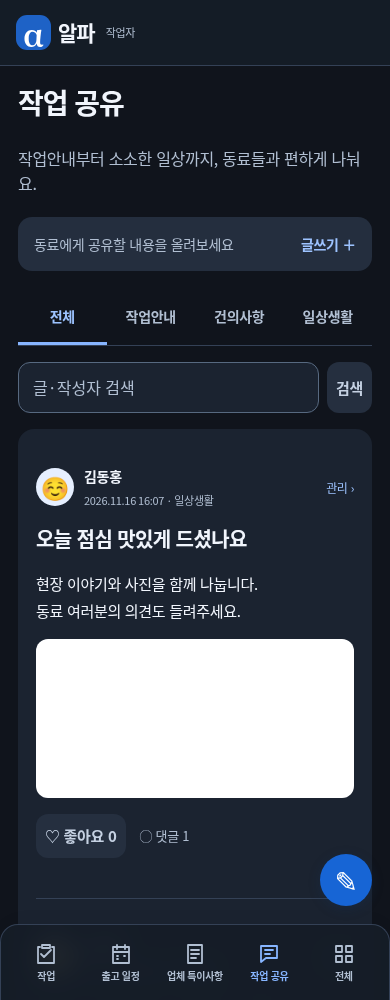 α 알파 작업자
작업 공유
작업안내부터 소소한 일상까지, 동료들과 편하게 나눠
요.
동료에게 공유할 내용을 올려보세요 글쓰기 +
전체 작업안내 건의사항 일상생활
글·작성자 검색 검색
김동홍
2026.11.16 16:07 · 일상생활
관리 ›
오늘 점심 맛있게 드셨나요
현장 이야기와 사진을 함께 나눕니다.
동료 여러분의 의견도 들려주세요.
♡ 좋아요 0 ○ 댓글 1
작업 출고 일정 업체 특이사항 작업 공유 전체